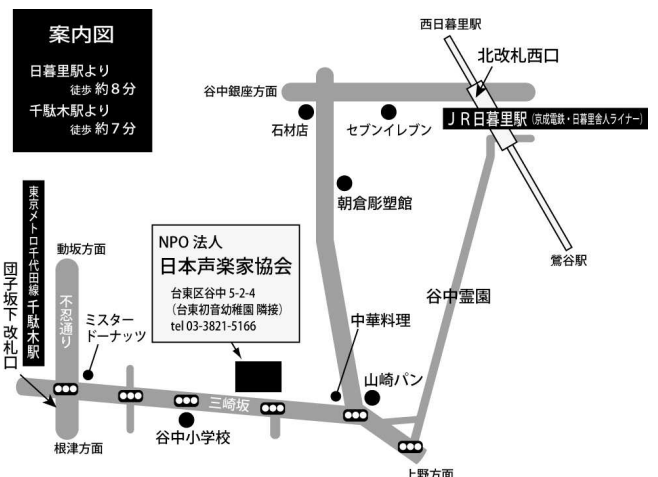 案内図
日暮里駅より
徒歩 約8分
千駄木駅より
徒歩 約7分
西日暮里駅
北改札西口
谷中銀座方面
石材店
セブンイレブン
JR日暮里駅（京成電鉄・日暮里舎人ライナー）
朝倉彫塑館
鶯谷駅
谷中霊園
東京メトロ千代田線 千駄木駅
団子坂下 改札口
動坂方面
不忍通り
ミスター
ドーナッツ
NPO 法人
日本声楽家協会
台東区谷中 5-2-4
（台東初音幼稚園 隣接）
tel 03-3821-5166
中華料理
山崎パン
三崎坂
谷中小学校
根津方面
上野方面